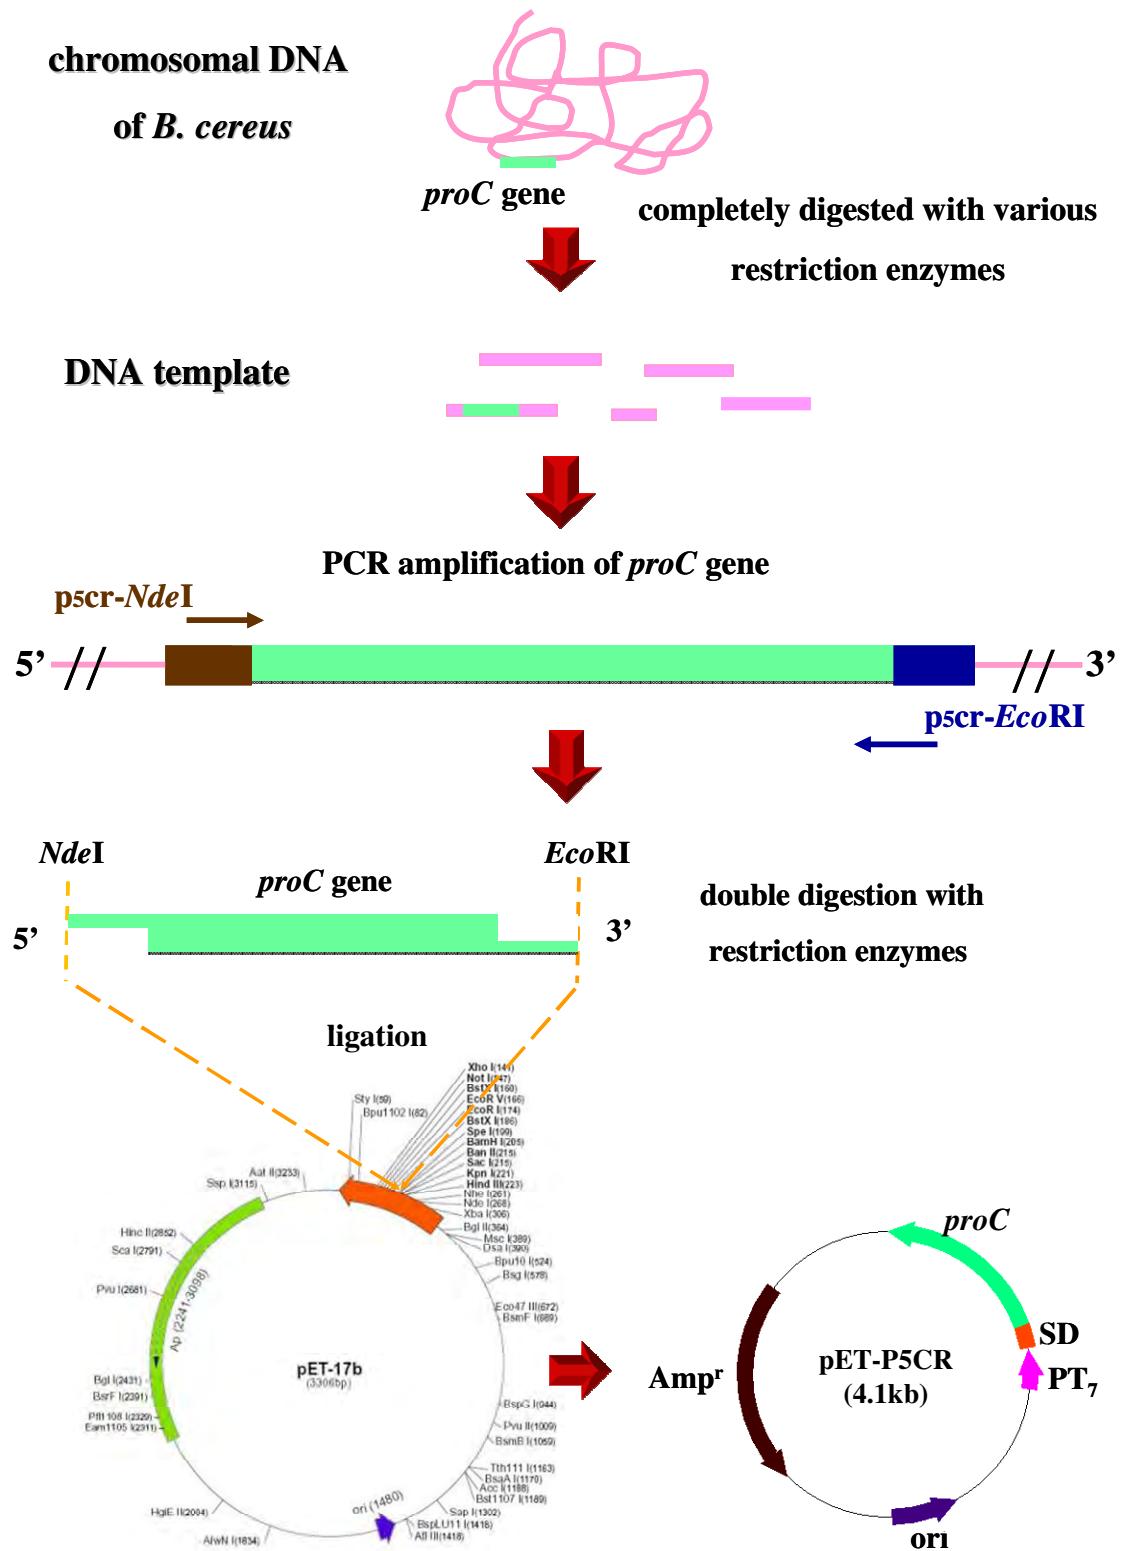 chromosomal DNA
of B. cereus
proC gene
completely digested with various
restriction enzymes
DNA template
PCR amplification of proC gene
p5cr-NdeI
5’
3’
p5cr-EcoRI
NdeI
EcoRI
proC gene
5’
3’
double digestion with
restriction enzymes
ligation
Xho I(144)
Not I(147)
BstX I(160)
EcoR V(166)
EcoR I(174)
BstX I(186)
Spe I(199)
BamH I(205)
Ban II(215)
Sac I(215)
Kpn I(221)
Hind III(223)
Nhe I(261)
Nde I(268)
Xba I(306)
Bgl II(364)
Msc I(389)
Dsa I(390)
Bpu10 I(524)
Bsg I(578)
Eco47 III(672)
BsmF I(689)
BspG I(944)
Pvu II(1009)
BsmB I(1059)
Tth111 I(1163)
BsaA I(1170)
Acc I(1188)
Bst1107 I(1189)
Sap I(1302)
BspLU11 I(1418)
Afl III(1418)
Sty I(59)
Bpu1102 I(82)
Aat II(3233)
Ssp I(3115)
Hinc II(2852)
Sca I(2791)
Pvu I(2681)
Ap (2241-3098)
Bgl I(2431)
BsrF I(2391)
Pfl1108 I(2329)
Eam1105 I(2311)
HgiE II(2004)
AlwN I(1834)
ori (1480)
pET-17b
(3306bp)
proC
SD
PT7
Ampr
pET-P5CR
(4.1kb)
ori